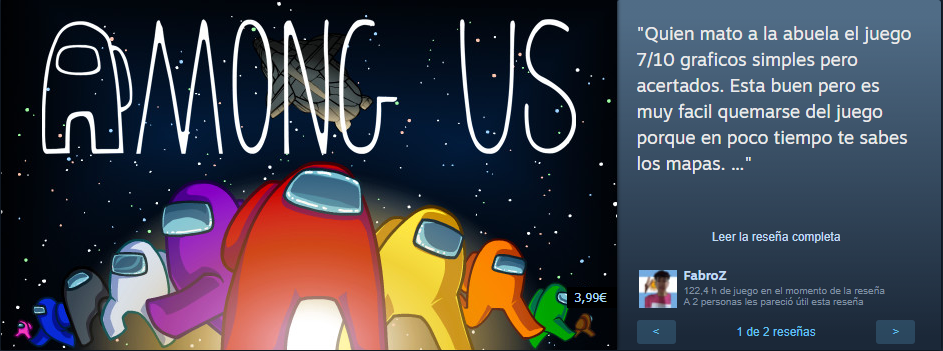 AMONG US
3,99€
"Quien mato a la abuela el juego
7/10 graficos simples pero
acertados. Esta buen pero es
muy facil quemarse del juego
porque en poco tiempo te sabes
los mapas. ..."
Leer la reseña completa
FabroZ
122,4 h de juego en el momento de la reseña
A 2 personas les pareció útil esta reseña
< 1 de 2 reseñas >